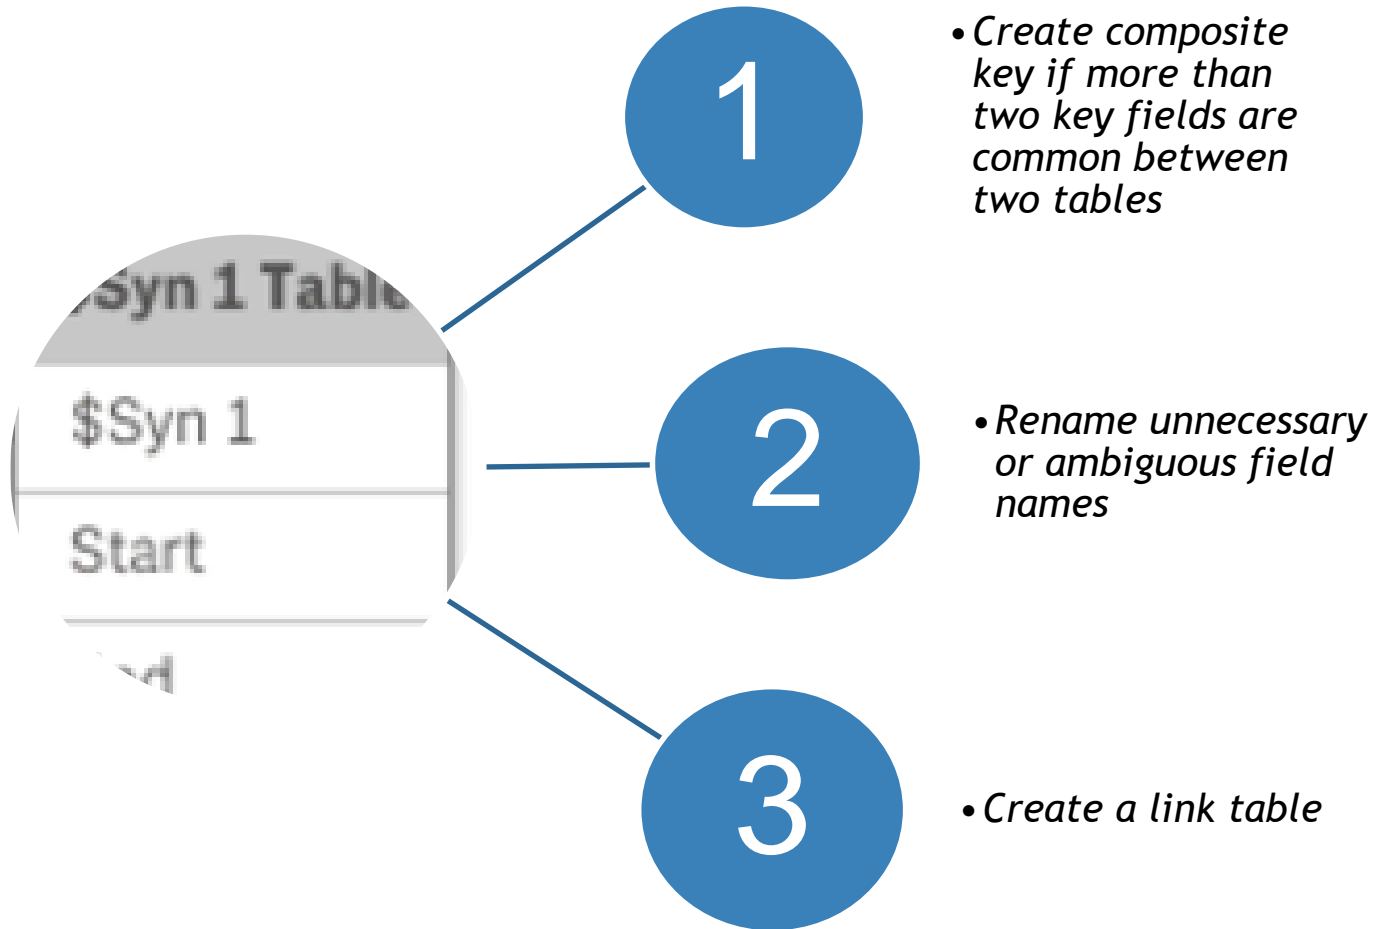 1
• Create composite
key if more than
two key fields are
common between
two tables
$Syn 1 Table
$Syn 1
Start
2
• Rename unnecessary
or ambiguous field
names
3
• Create a link table